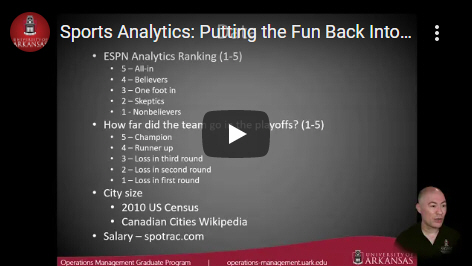 UNIVERSITY OF
ARKANSAS
Sports Analytics: Putting the Fun Back Into...
Data
• ESPN Analytics Ranking (1-5)
• 5 – All-in
• 4 – Believers
• 3 – One foot in
• 2 – Skeptics
• 1 - Nonbelievers
• How far did the team go in the playoffs? (1-5)
• 5 – Champion
• 4 – Runner up
• 3 – Loss in third round
• 2 – Loss in second round
• 1 – Loss in first round
• City size
• 2010 US Census
• Canadian Cities Wikipedia
• Salary – spotrac.com
Operations Management Graduate Program | operations-management.uark.edu
UNIVERSITY OF
ARKANSAS